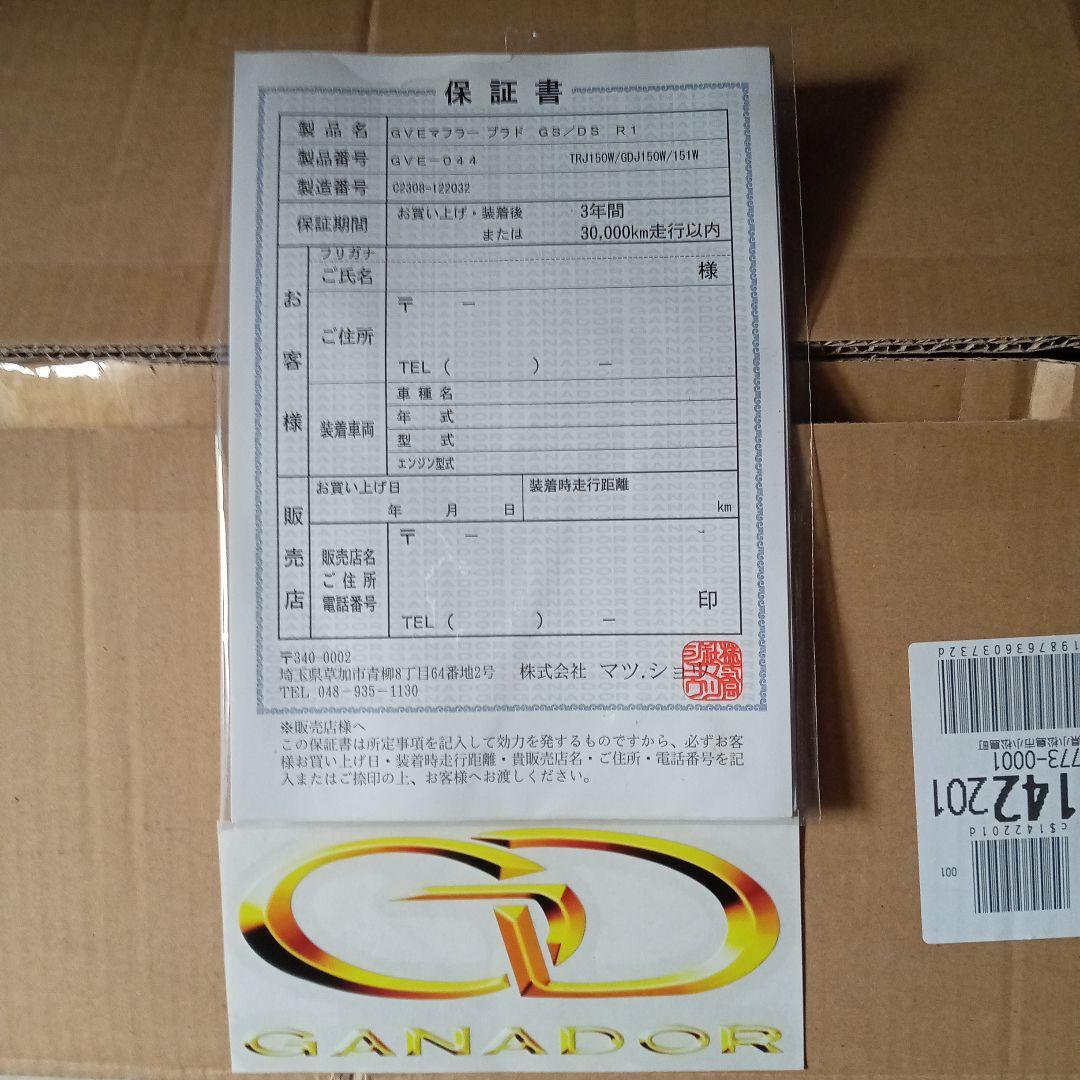 保証書
製品名 GVEマフラー プラド GS/DS R1
製品番号 GVE-044 TRJ150W/GDJ150W/151W
製造番号 C2308-122032
保証期間 お買い上げ・装着後 3年間
または 30,000km走行以内
お客様
フリガナ
ご氏名 様
ご住所 〒 -
TEL ( ) -
装着車両
車種名
年 式
型 式
エンジン型式
販売店
お買い上げ日 装着時走行距離
年 月 日 km
販売店名
ご住所
電話番号
〒 -
印
TEL ( ) -
〒340-0002
埼玉県草加市青柳8丁目64番地2号 株式会社 マツ.ショウ
TEL 048-935-1130
※販売店様へ
この保証書は所定事項を記入して効力を発するものですから、必ずお客
様お買い上げ日・装着時走行距離・貴販売店名・ご住所・電話番号を記
入またはご捺印の上、お客様へお渡しください。
GD
GANADOR
198763603732d
県小松島市小松島町
773-0001
142201
c$142201d
001